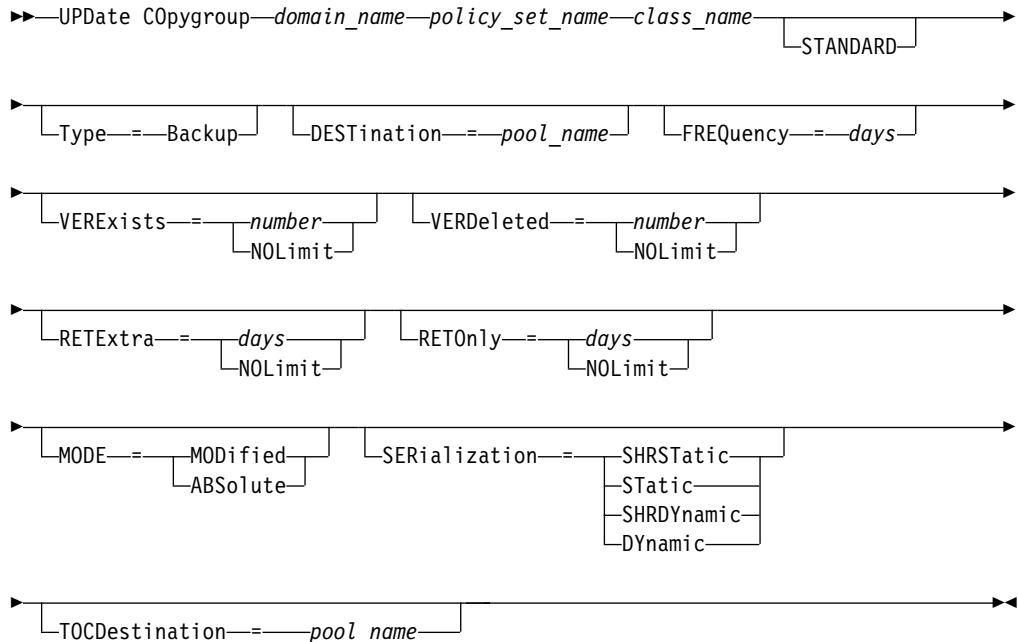 UPDate COpygroup domain_name policy_set_name class_name
STANDARD
Type = Backup DESTination = pool_name FREQuency = days
VERExists = number VERDeleted = number
NOLimit NOLimit
RETExtra = days RETOnly = days
NOLimit NOLimit
MODE = MODified SERialization = SHRSTatic
ABSolute STatic
SHRDYnamic
DYnamic
TOCDestination = pool_name